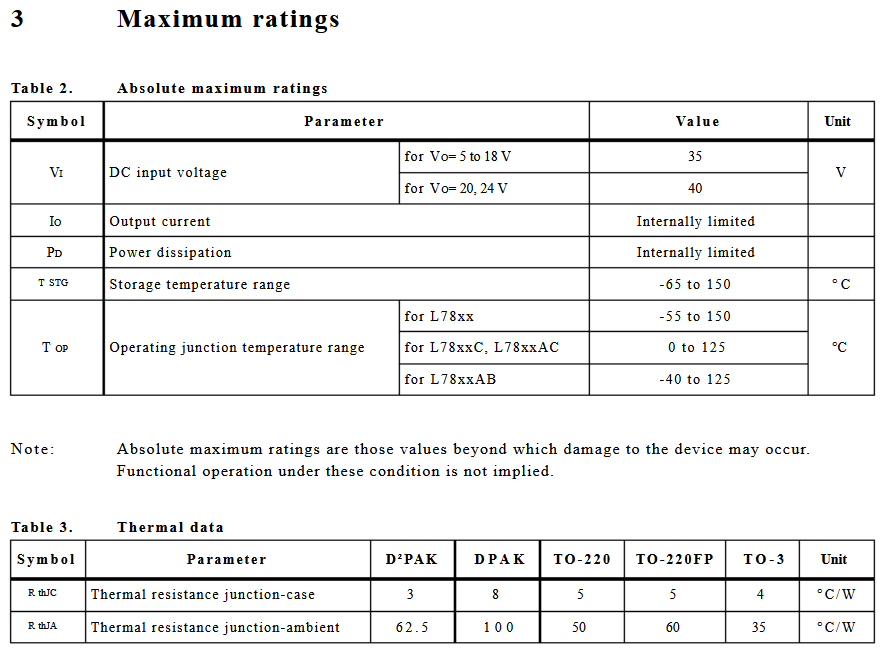 3 Maximum ratings
Table 2. Absolute maximum ratings
Symbol Parameter Value Unit
VI DC input voltage for VO= 5 to 18 V 35 V
for VO= 20, 24 V 40
IO Output current Internally limited
PD Power dissipation Internally limited
T STG Storage temperature range -65 to 150 °C
T OP Operating junction temperature range for L78xx -55 to 150 °C
for L78xxC, L78xxAC 0 to 125
for L78xxAB -40 to 125
Note: Absolute maximum ratings are those values beyond which damage to the device may occur.
Functional operation under these condition is not implied.
Table 3. Thermal data
Symbol Parameter D²PAK DPAK TO-220 TO-220FP TO-3 Unit
R thJC Thermal resistance junction-case 3 8 5 5 4 °C/W
R thJA Thermal resistance junction-ambient 62.5 100 50 60 35 °C/W